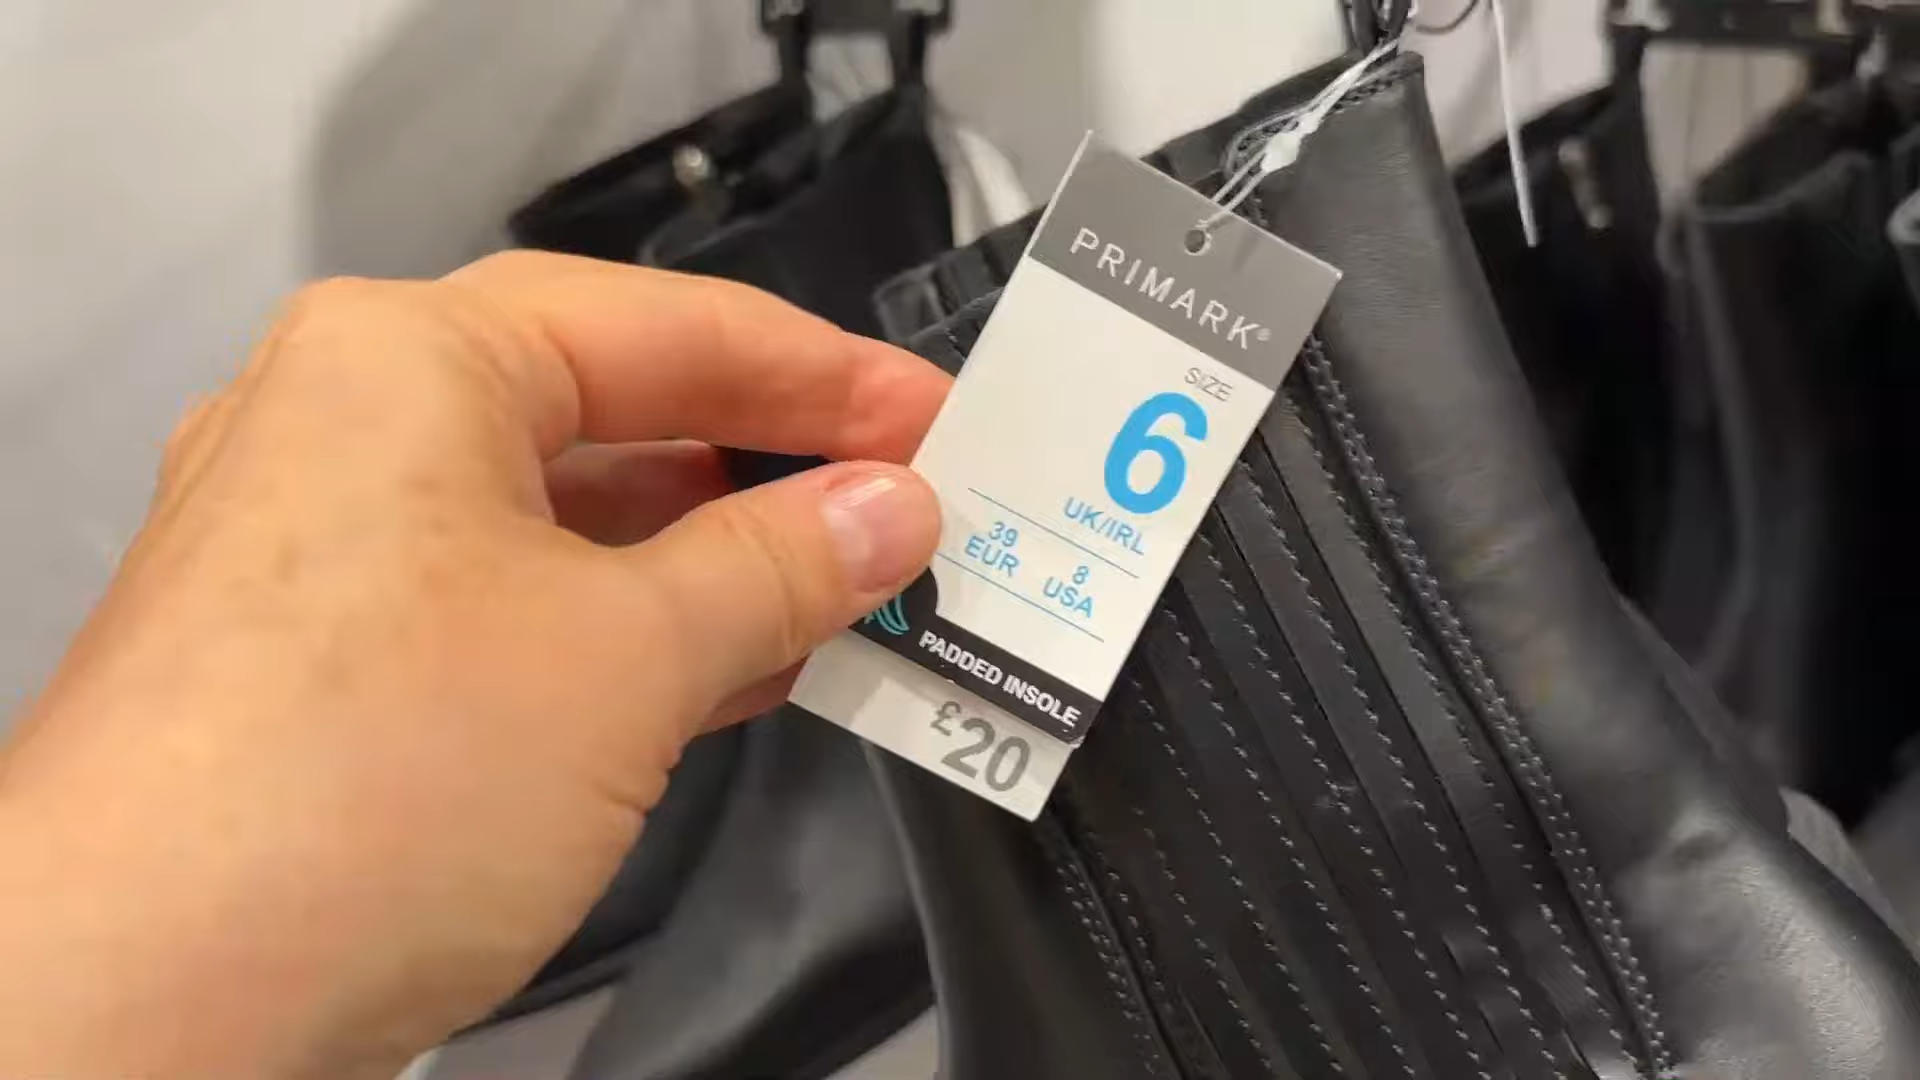 PRIMARK®
SIZE
6
UK/IRL
39
EUR
8
USA
PADDED INSOLE
£20